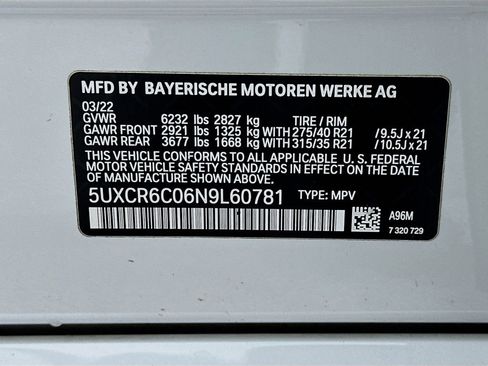 MFD BY BAYERISCHE MOTOREN WERKE AG
03/22
GVWR 6232 lbs 2827 kg TIRE / RIM
GAWR FRONT 2921 lbs 1325 kg WITH 275/40 R21 / 9.5J x 21
GAWR REAR 3677 lbs 1668 kg WITH 315/35 R21 / 10.5J x 21
THIS VEHICLE CONFORMS TO ALL APPLICABLE U. S. FEDERAL
MOTOR VEHICLE SAFETY STANDARDS IN EFFECT
ON THE DATE OF MANUFACTURE SHOWN ABOVE.
5UXCR6C06N9L60781 TYPE: MPV
A96M
7 320 729